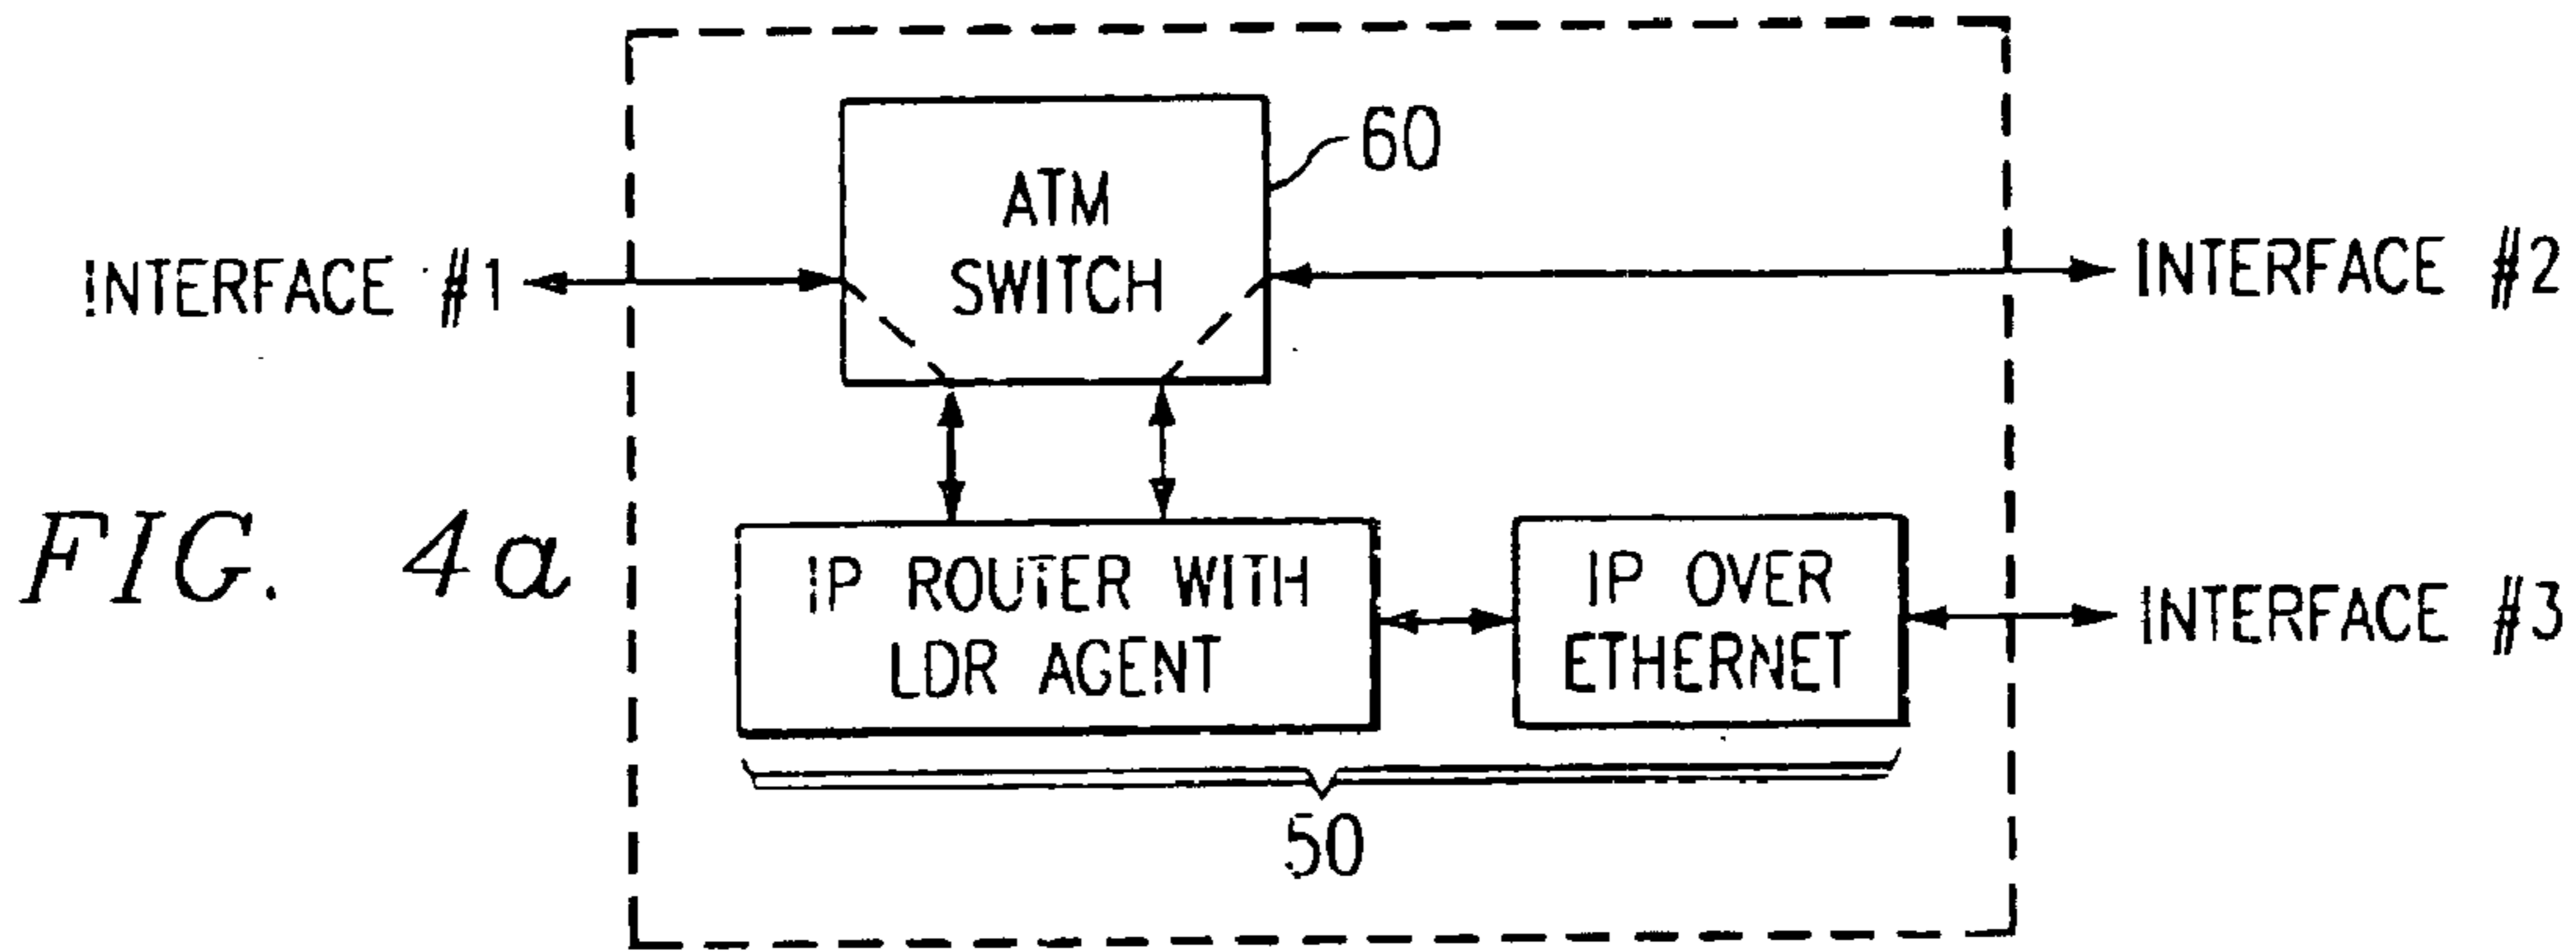 ATM
SWITCH
60
INTERFACE #1
INTERFACE #2
FIG. 4a
IP ROUTER WITH
LDR AGENT
IP OVER
ETHERNET
INTERFACE #3
50